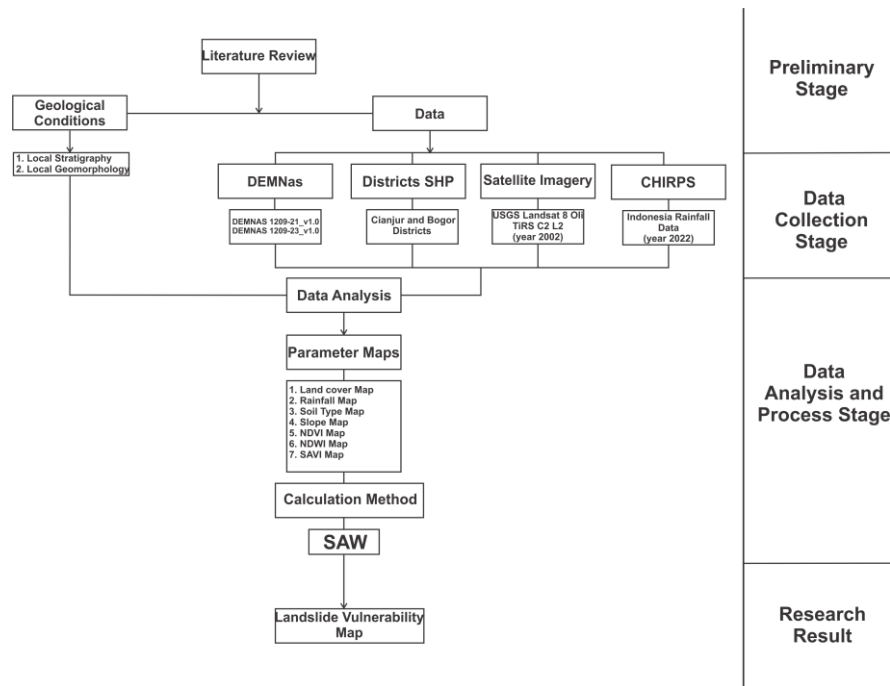 Literature Review
Preliminary
Stage
Geological
Conditions
Data
1. Local Stratigraphy
2. Local Geomorphology
DEMNas
Districts SHP
Satellite Imagery
CHIRPS
Data
Collection
Stage
DEMNAS 1209-21_v1.0
DEMNAS 1209-23_v1.0
Cianjur and Bogor
Districts
USGS Landsat 8 Oli
TiRS C2 L2
(year 2002)
Indonesia Rainfall
Data
(year 2022)
Data Analysis
Parameter Maps
Data
Analysis and
Process Stage
1. Land cover Map
2. Rainfall Map
3. Soil Type Map
4. Slope Map
5. NDVI Map
6. NDWI Map
7. SAVI Map
Calculation Method
SAW
Landslide Vulnerability
Map
Research
Result